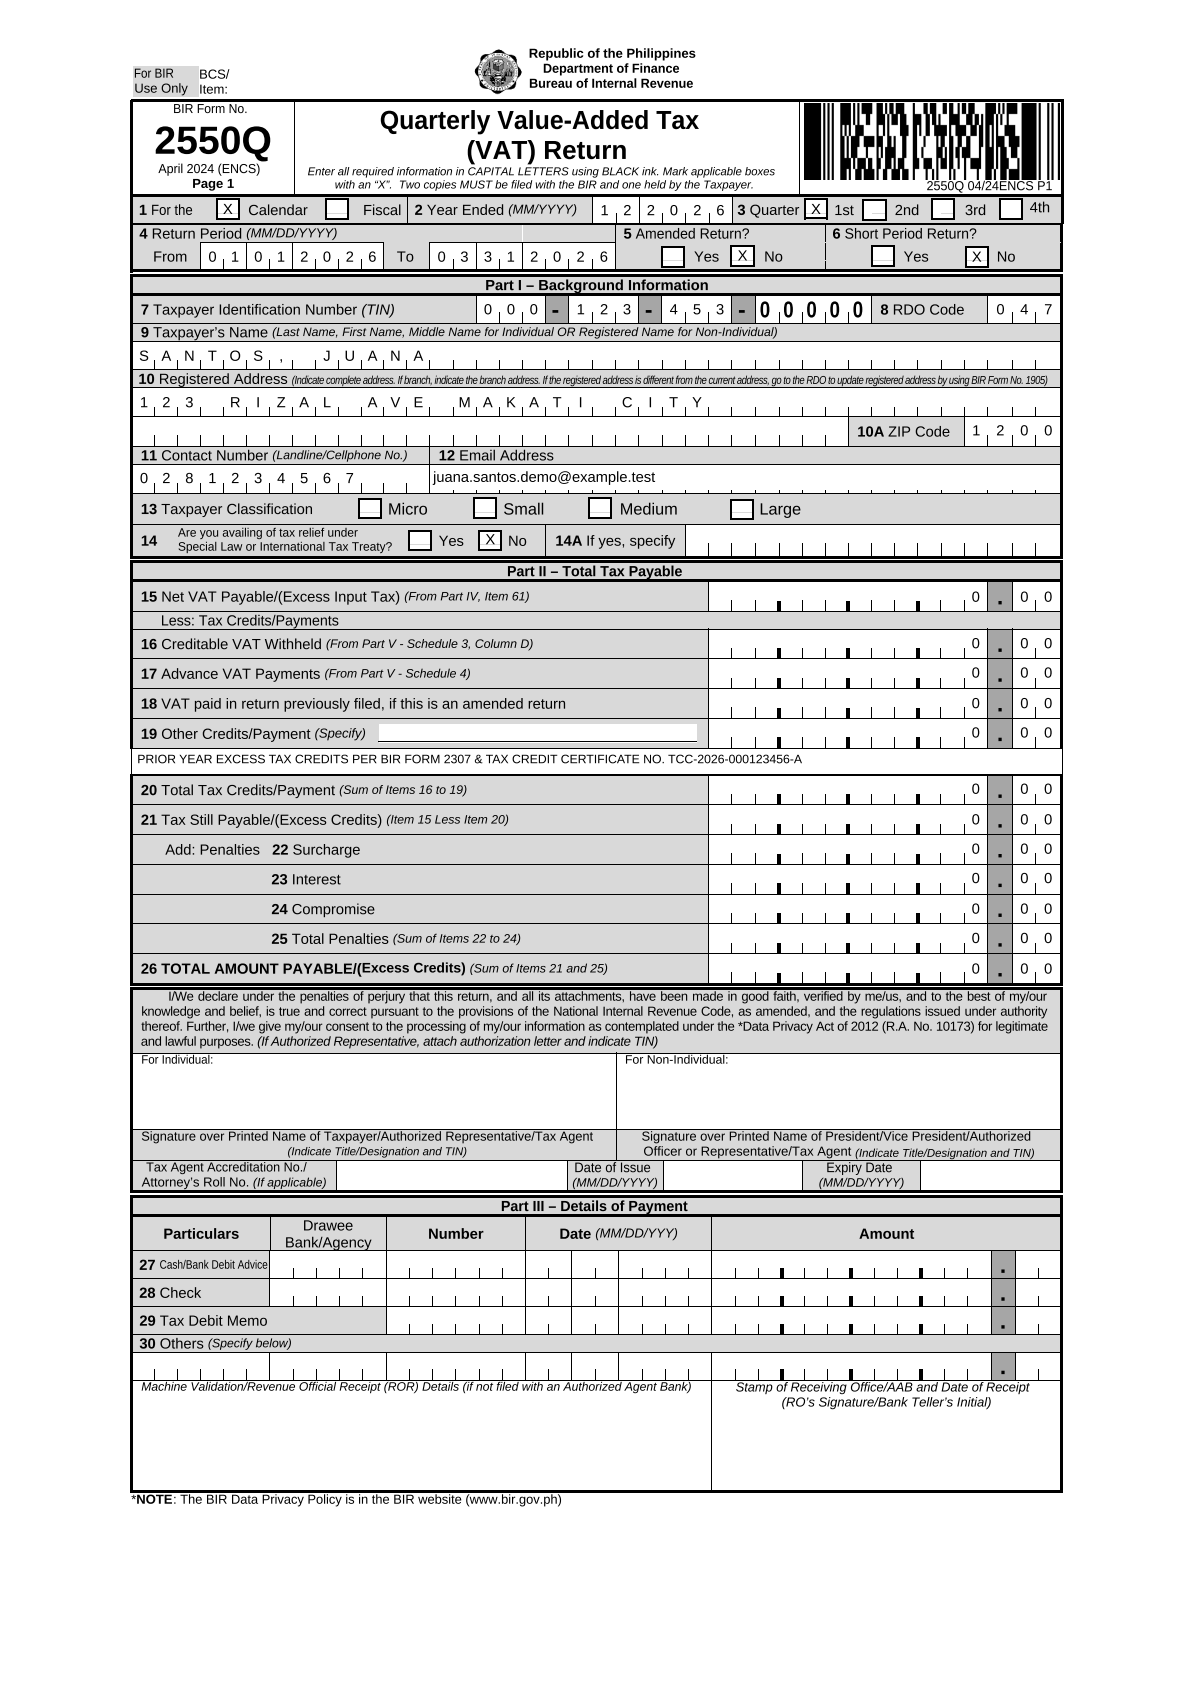 Republic of the Philippines
Department of Finance
Bureau of Internal Revenue
For BIR Use Only
BCS/ Item:
BIR Form No.
2550Q
April 2024 (ENCS)
Page 1
Quarterly Value-Added Tax
(VAT) Return
Enter all required information in CAPITAL LETTERS using BLACK ink. Mark applicable boxes
with an “X”. Two copies MUST be filed with the BIR and one held by the Taxpayer.
2550Q 04/24ENCS P1
1 For the X Calendar Fiscal 2 Year Ended (MM/YYYY) 1 2 2 0 2 6 3 Quarter X 1st 2nd 3rd 4th
4 Return Period (MM/DD/YYYY) 5 Amended Return? 6 Short Period Return?
From 0 1 0 1 2 0 2 6 To 0 3 3 1 2 0 2 6 Yes X No Yes X No
Part I – Background Information
7 Taxpayer Identification Number (TIN) 0 0 0 - 1 2 3 - 4 5 3 - 0 0 0 0 0 8 RDO Code 0 4 7
9 Taxpayer’s Name (Last Name, First Name, Middle Name for Individual OR Registered Name for Non-Individual)
S A N T O S , J U A N A
10 Registered Address (Indicate complete address. If branch, indicate the branch address. If the registered address is different from the current address, go to the RDO to update registered address by using BIR Form No. 1905)
1 2 3 R I Z A L A V E M A K A T I C I T Y
10A ZIP Code 1 2 0 0
11 Contact Number (Landline/Cellphone No.) 12 Email Address
0 2 8 1 2 3 4 5 6 7 juana.santos.demo@example.test
13 Taxpayer Classification Micro Small Medium Large
14 Are you availing of tax relief under
Special Law or International Tax Treaty? Yes X No 14A If yes, specify
Part II – Total Tax Payable
15 Net VAT Payable/(Excess Input Tax) (From Part IV, Item 61) 0 . 0 0
Less: Tax Credits/Payments
16 Creditable VAT Withheld (From Part V - Schedule 3, Column D) 0 . 0 0
17 Advance VAT Payments (From Part V - Schedule 4) 0 . 0 0
18 VAT paid in return previously filed, if this is an amended return 0 . 0 0
19 Other Credits/Payment (Specify) 0 . 0 0
PRIOR YEAR EXCESS TAX CREDITS PER BIR FORM 2307 & TAX CREDIT CERTIFICATE NO. TCC-2026-000123456-A
20 Total Tax Credits/Payment (Sum of Items 16 to 19) 0 . 0 0
21 Tax Still Payable/(Excess Credits) (Item 15 Less Item 20) 0 . 0 0
Add: Penalties 22 Surcharge 0 . 0 0
23 Interest 0 . 0 0
24 Compromise 0 . 0 0
25 Total Penalties (Sum of Items 22 to 24) 0 . 0 0
26 TOTAL AMOUNT PAYABLE/(Excess Credits) (Sum of Items 21 and 25) 0 . 0 0
I/We declare under the penalties of perjury that this return, and all its attachments, have been made in good faith, verified by me/us, and to the best of my/our
knowledge and belief, is true and correct pursuant to the provisions of the National Internal Revenue Code, as amended, and the regulations issued under authority
thereof. Further, I/we give my/our consent to the processing of my/our information as contemplated under the *Data Privacy Act of 2012 (R.A. No. 10173) for legitimate
and lawful purposes. (If Authorized Representative, attach authorization letter and indicate TIN)
For Individual: For Non-Individual:
Signature over Printed Name of Taxpayer/Authorized Representative/Tax Agent
(Indicate Title/Designation and TIN)
Signature over Printed Name of President/Vice President/Authorized
Officer or Representative/Tax Agent (Indicate Title/Designation and TIN)
Tax Agent Accreditation No./
Attorney’s Roll No. (If applicable)
Date of Issue
(MM/DD/YYYY)
Expiry Date
(MM/DD/YYYY)
Part III – Details of Payment
Particulars Drawee Bank/Agency Number Date (MM/DD/YYY) Amount
27 Cash/Bank Debit Advice .
28 Check .
29 Tax Debit Memo .
30 Others (Specify below)
.
Machine Validation/Revenue Official Receipt (ROR) Details (if not filed with an Authorized Agent Bank)
Stamp of Receiving Office/AAB and Date of Receipt
(RO’s Signature/Bank Teller’s Initial)
*NOTE: The BIR Data Privacy Policy is in the BIR website (www.bir.gov.ph)